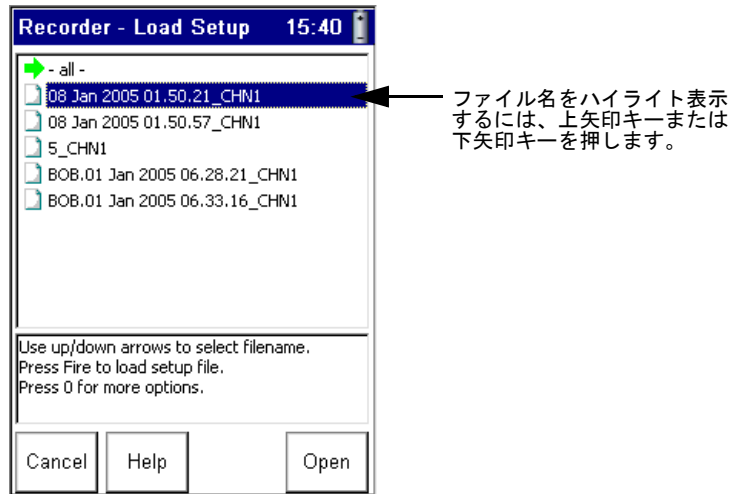 Recorder - Load Setup 15:40
- all -
08 Jan 2005 01.50.21_CHN1
08 Jan 2005 01.50.57_CHN1
5_CHN1
BOB.01 Jan 2005 06.28.21_CHN1
BOB.01 Jan 2005 06.33.16_CHN1
ファイル名をハイライト表示
するには、上矢印キーまたは
下矢印キーを押します。
Use up/down arrows to select filename.
Press Fire to load setup file.
Press 0 for more options.
Cancel Help Open